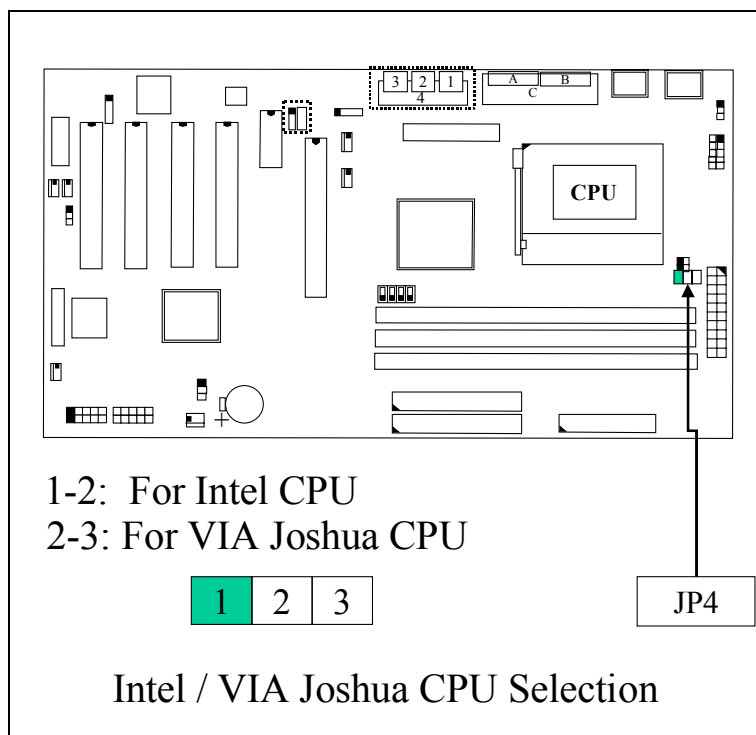 3 2 1
4
A B
C
CPU
1-2: For Intel CPU
2-3: For VIA Joshua CPU
1 2 3
JP4
Intel / VIA Joshua CPU Selection